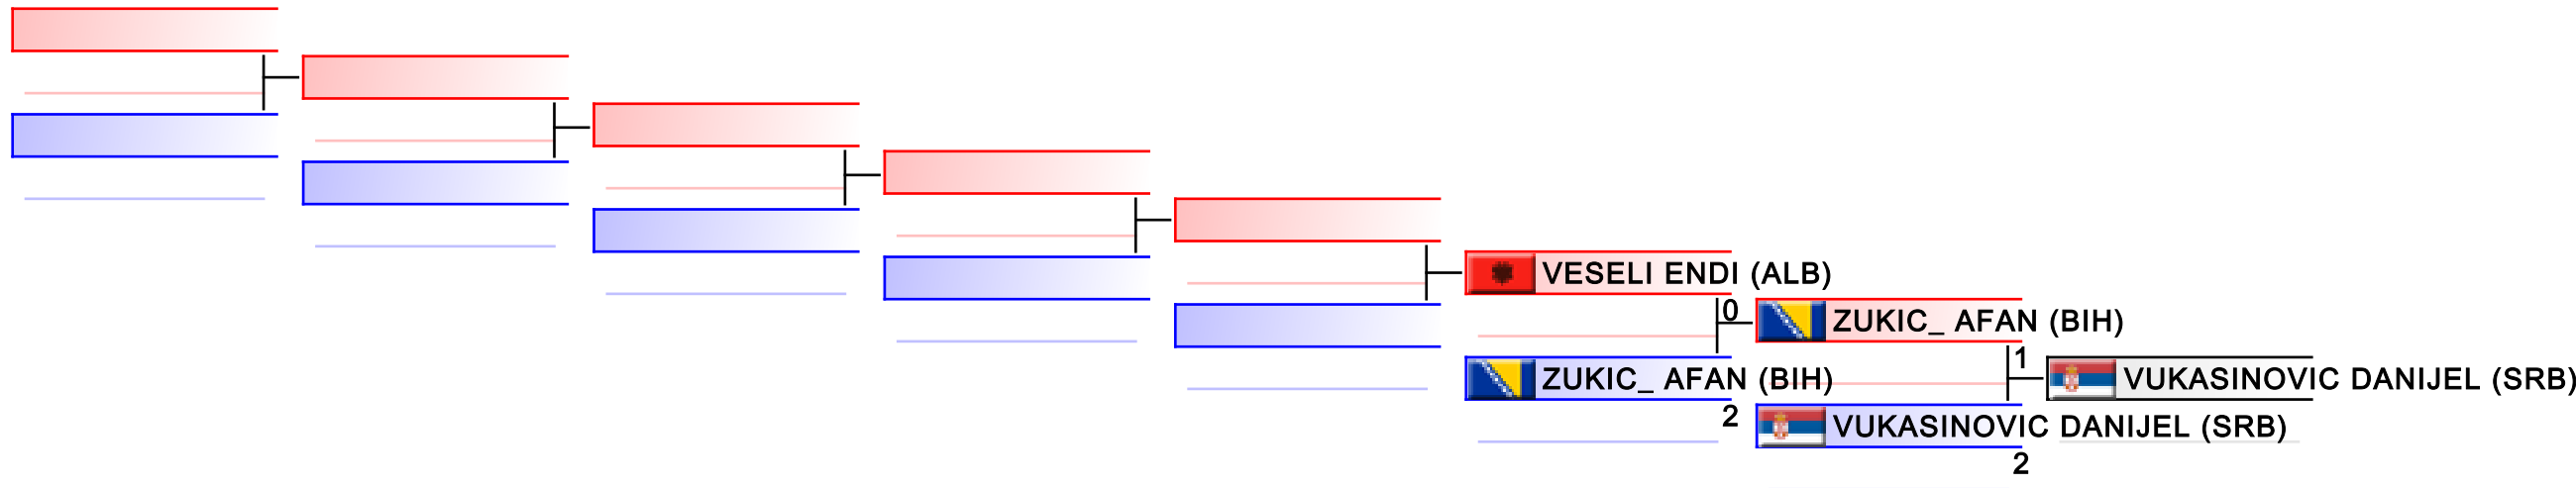 VESELI ENDI (ALB)
0
ZUKIC_ AFAN (BIH)
1
ZUKIC_ AFAN (BIH)
VUKASINOVIC DANIJEL (SRB)
2
VUKASINOVIC DANIJEL (SRB)
2